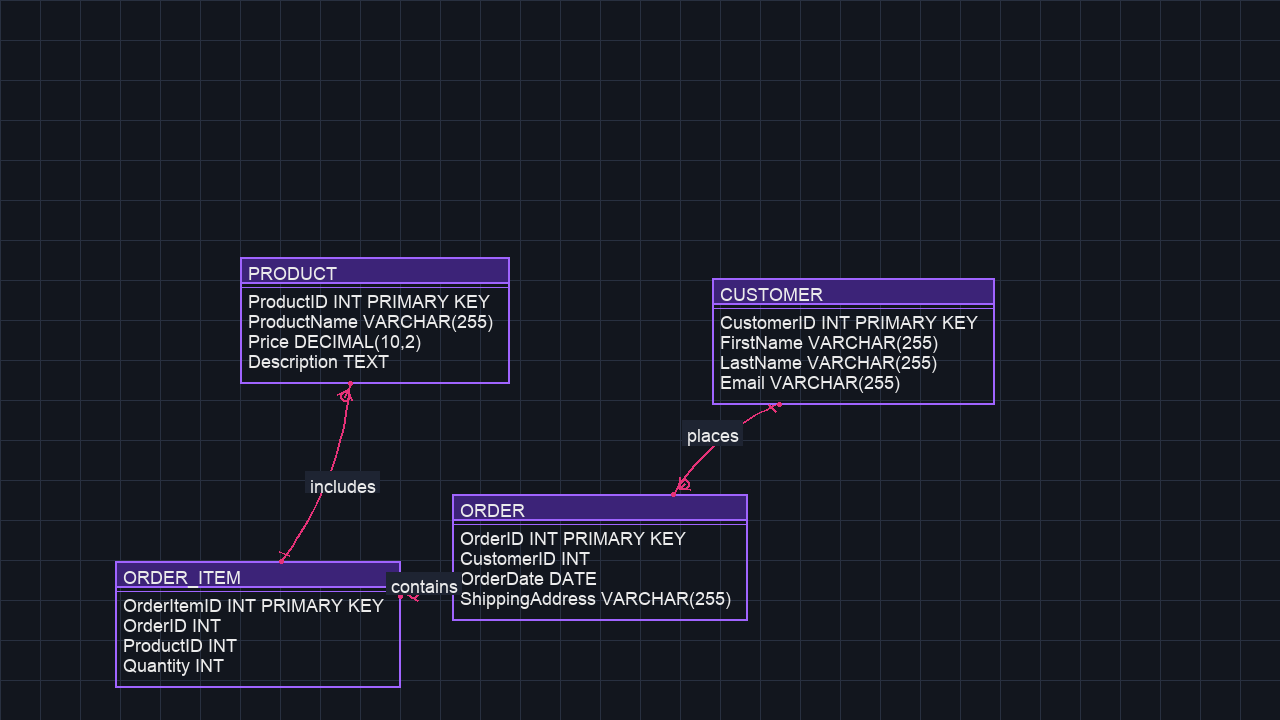 PRODUCT
ProductID INT PRIMARY KEY
ProductName VARCHAR(255)
Price DECIMAL(10,2)
Description TEXT
CUSTOMER
CustomerID INT PRIMARY KEY
FirstName VARCHAR(255)
LastName VARCHAR(255)
Email VARCHAR(255)
places
includes
ORDER
OrderID INT PRIMARY KEY
CustomerID INT
OrderDate DATE
ShippingAddress VARCHAR(255)
contains
ORDER_ITEM
OrderItemID INT PRIMARY KEY
OrderID INT
ProductID INT
Quantity INT